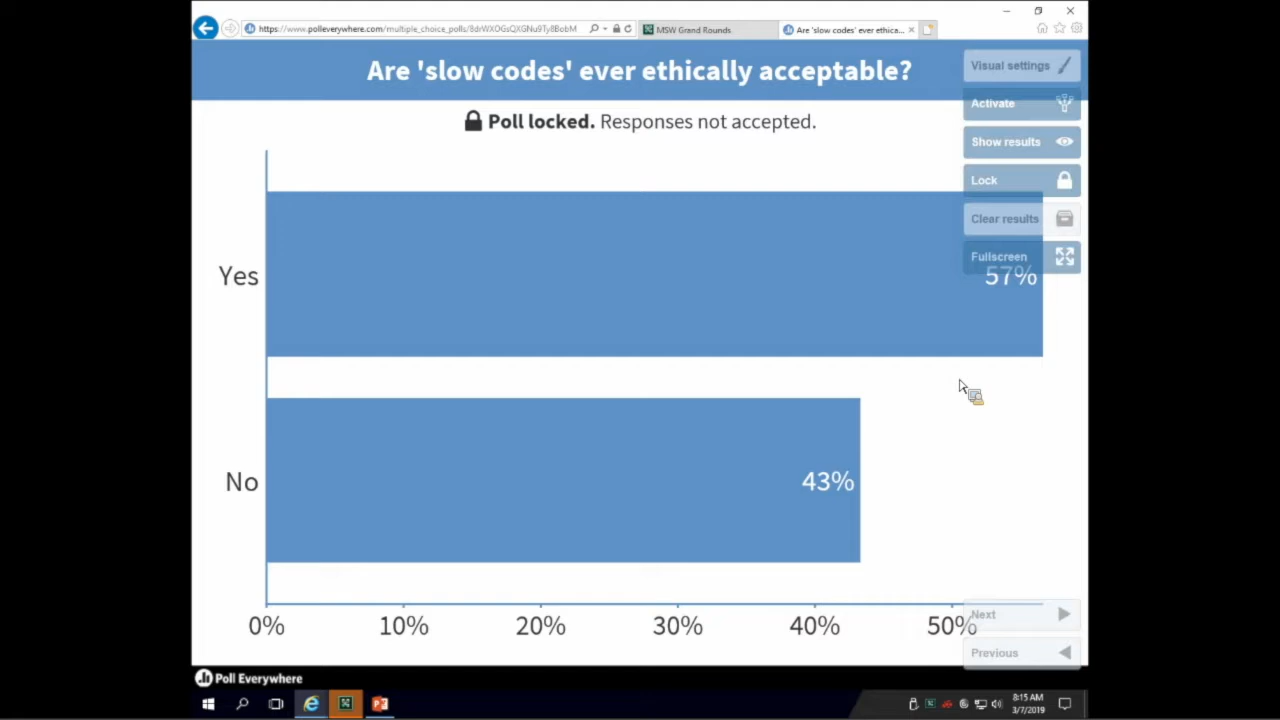 https://www.polleverywhere.com/multiple_choice_polls/8drWXOGsQXGNu9Ty8BobM
MSW Grand Rounds
Are 'slow codes' ever ethica...
Are 'slow codes' ever ethically acceptable?
Visual settings
Activate
Poll locked. Responses not accepted.
Show results
Lock
Clear results
Fullscreen
Yes
57%
No
43%
0%
10%
20%
30%
40%
50%
Next
Previous
Poll Everywhere
8:15 AM
3/7/2019